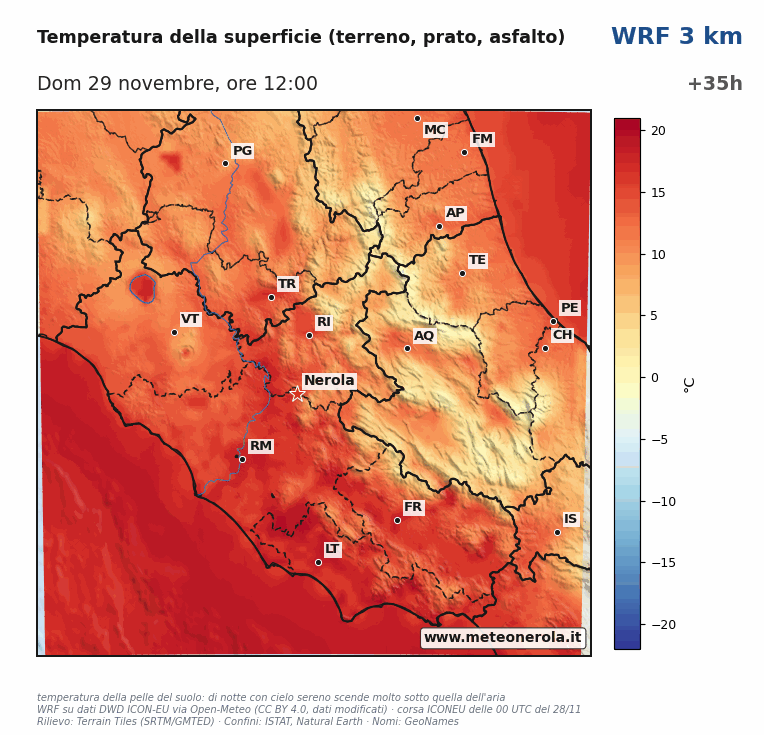 Temperatura della superficie (terreno, prato, asfalto)
WRF 3 km
Dom 29 novembre, ore 12:00
+35h
MC
FM
PG
AP
TE
TR
PE
VT
RI
AQ
CH
Nerola
RM
FR
IS
LT
www.meteonerola.it
20
15
10
5
0
−5
−10
−15
−20
°C
temperatura della pelle del suolo: di notte con cielo sereno scende molto sotto quella dell'aria
WRF su dati DWD ICON-EU via Open-Meteo (CC BY 4.0, dati modificati) · corsa ICONEU delle 00 UTC del 28/11
Rilievo: Terrain Tiles (SRTM/GMTED) · Confini: ISTAT, Natural Earth · Nomi: GeoNames